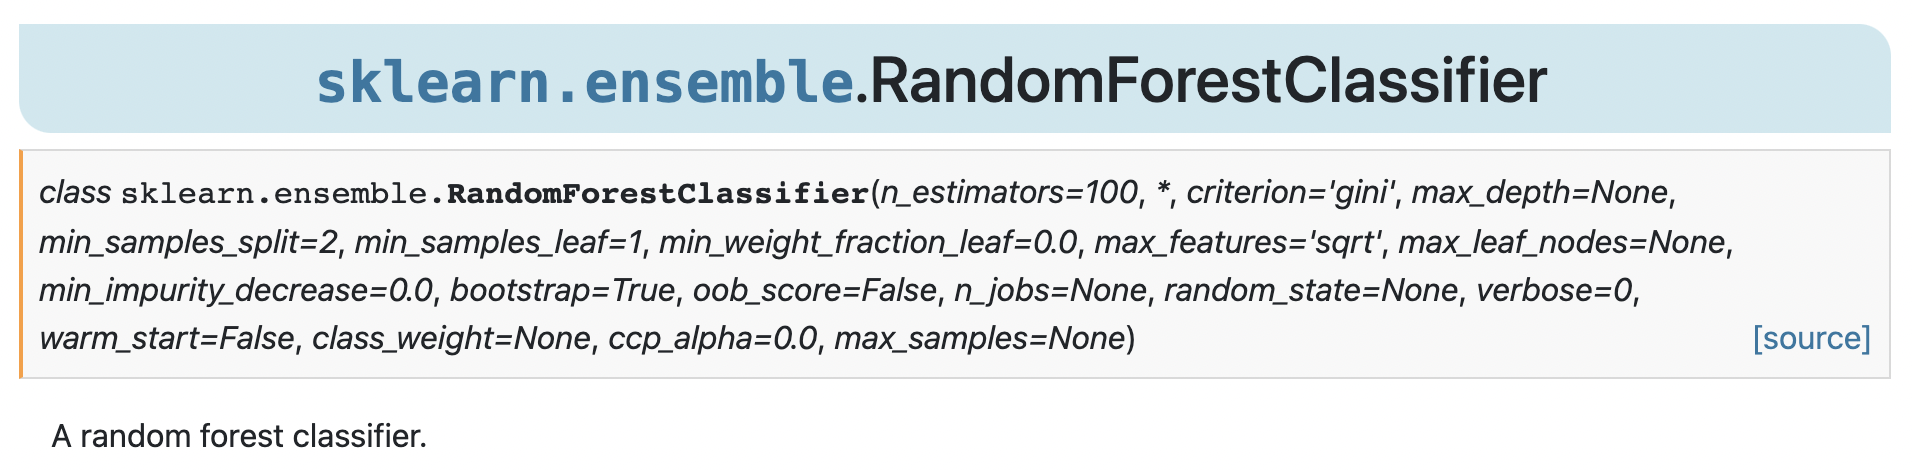 sklearn.ensemble.RandomForestClassifier
class sklearn.ensemble.RandomForestClassifier(n_estimators=100, *, criterion='gini', max_depth=None,
min_samples_split=2, min_samples_leaf=1, min_weight_fraction_leaf=0.0, max_features='sqrt', max_leaf_nodes=None,
min_impurity_decrease=0.0, bootstrap=True, oob_score=False, n_jobs=None, random_state=None, verbose=0,
warm_start=False, class_weight=None, ccp_alpha=0.0, max_samples=None) [source]
A random forest classifier.